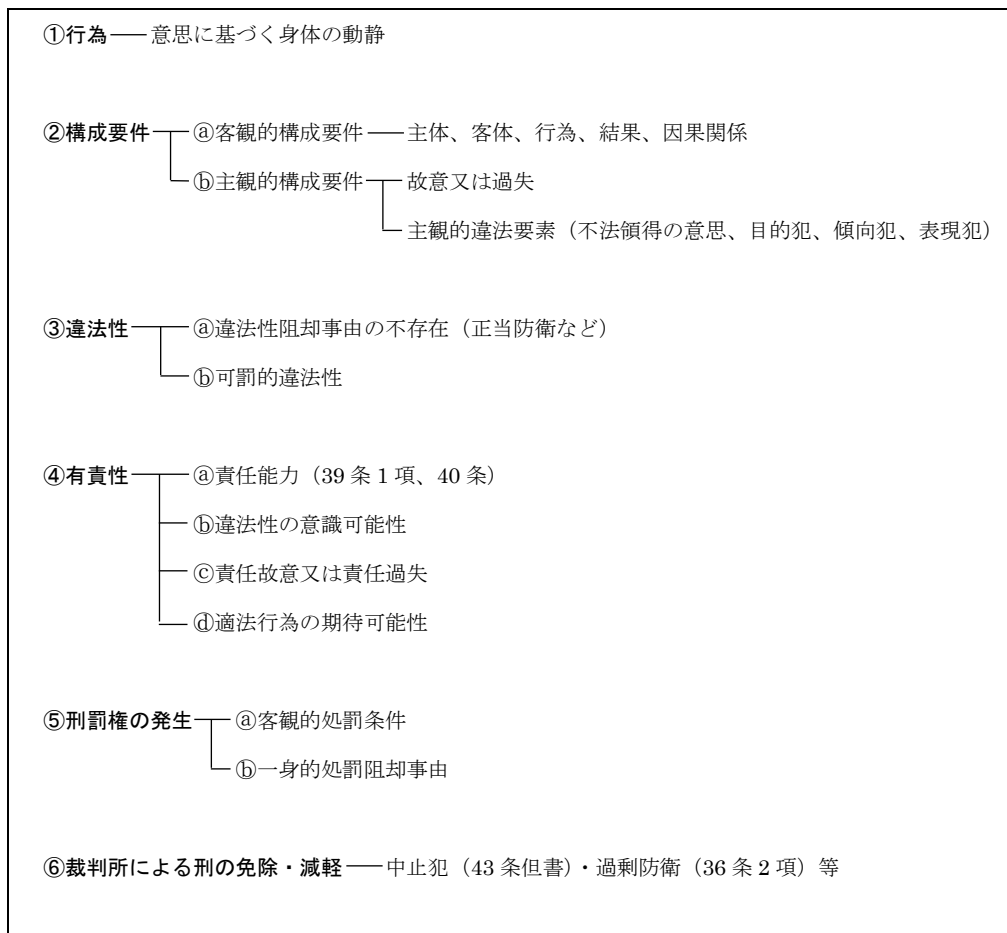 ①行為――意思に基づく身体の動静
②構成要件 ⓐ客観的構成要件――主体、客体、行為、結果、因果関係
ⓑ主観的構成要件 故意又は過失
主観的違法要素（不法領得の意思、目的犯、傾向犯、表現犯）
③違法性 ⓐ違法性阻却事由の不存在（正当防衛など）
ⓑ可罰的違法性
④有責性 ⓐ責任能力（39 条 1 項、40 条）
ⓑ違法性の意識可能性
ⓒ責任故意又は責任過失
ⓓ適法行為の期待可能性
⑤刑罰権の発生 ⓐ客観的処罰条件
ⓑ一身的処罰阻却事由
⑥裁判所による刑の免除・減軽――中止犯（43 条但書）・過剰防衛（36 条 2 項）等